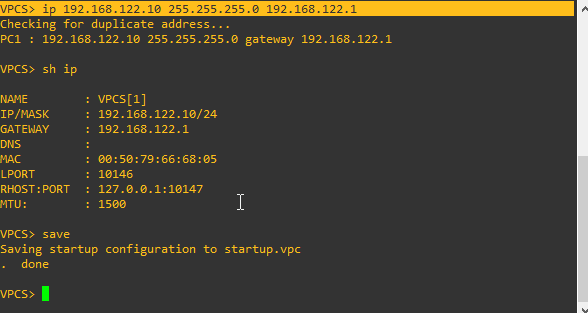 VPCS> ip 192.168.122.10 255.255.255.0 192.168.122.1
Checking for duplicate address...
PC1 : 192.168.122.10 255.255.255.0 gateway 192.168.122.1
VPCS> sh ip
NAME        : VPCS[1]
IP/MASK     : 192.168.122.10/24
GATEWAY     : 192.168.122.1
DNS         :
MAC         : 00:50:79:66:68:05
LPORT       : 10146
RHOST:PORT  : 127.0.0.1:10147
MTU:        : 1500
VPCS> save
Saving startup configuration to startup.vpc
.  done
VPCS>